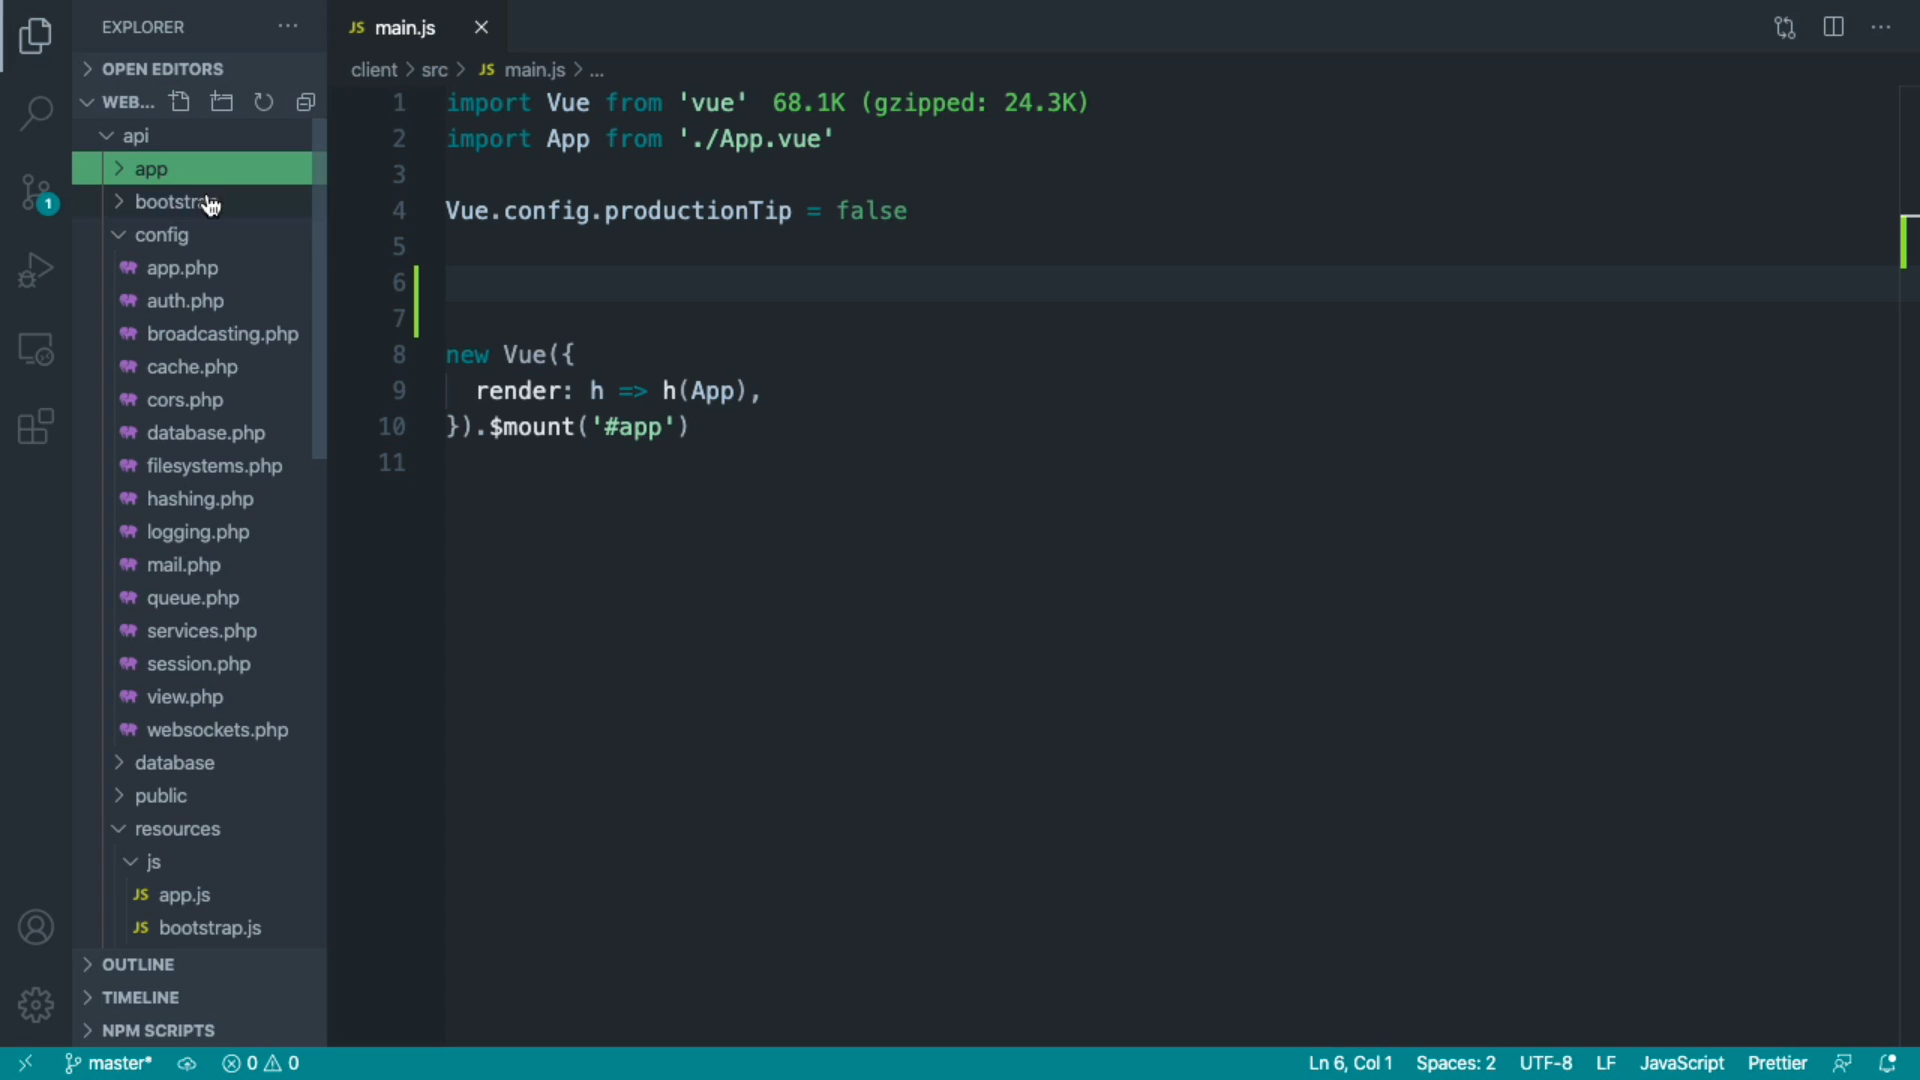 EXPLORER
OPEN EDITORS
WEB...
api
app
bootstra
config
app.php
auth.php
broadcasting.php
cache.php
cors.php
database.php
filesystems.php
hashing.php
logging.php
mail.php
queue.php
services.php
session.php
view.php
websockets.php
database
public
resources
js
JS app.js
JS bootstrap.js
OUTLINE
TIMELINE
NPM SCRIPTS
1
JS main.js
client > src > JS main.js > ...
1 import Vue from 'vue' 68.1K (gzipped: 24.3K)
2 import App from './App.vue'
3
4 Vue.config.productionTip = false
5
6
7
8 new Vue({
9 render: h => h(App),
10 }).$mount('#app')
11
master* 0 0
Ln 6, Col 1 Spaces: 2 UTF-8 LF JavaScript Prettier